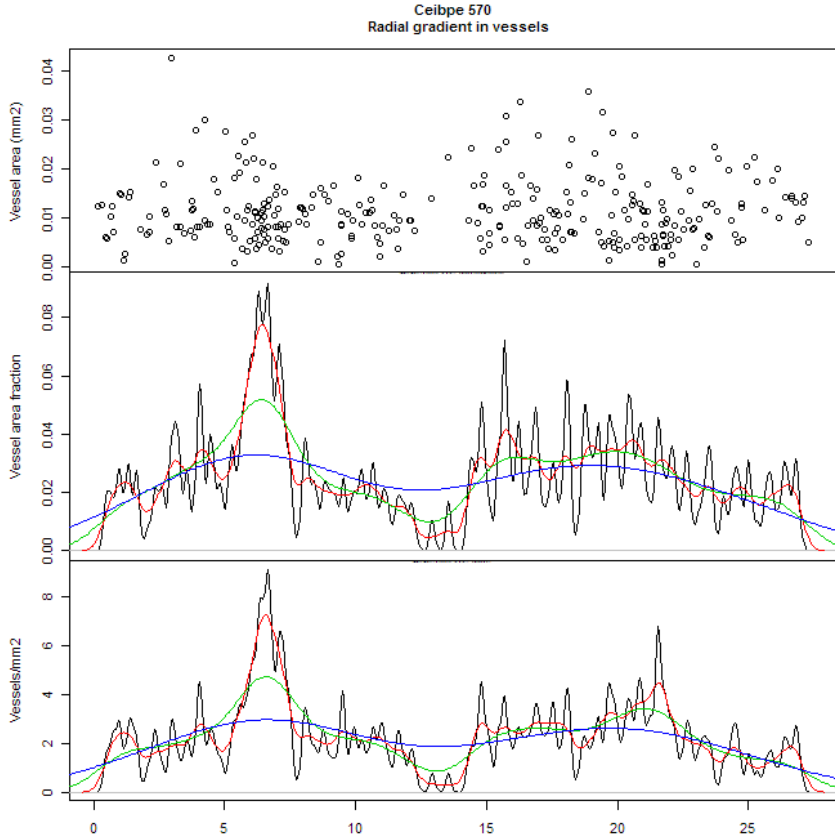 Ceibpe 570
Radial gradient in vessels
Vessel area (mm2)
0.04
0.03
0.02
0.01
0.00
Vessel area fraction
0.08
0.06
0.04
0.02
0.00
Vessels/mm2
8
6
4
2
0
0 5 10 15 20 25